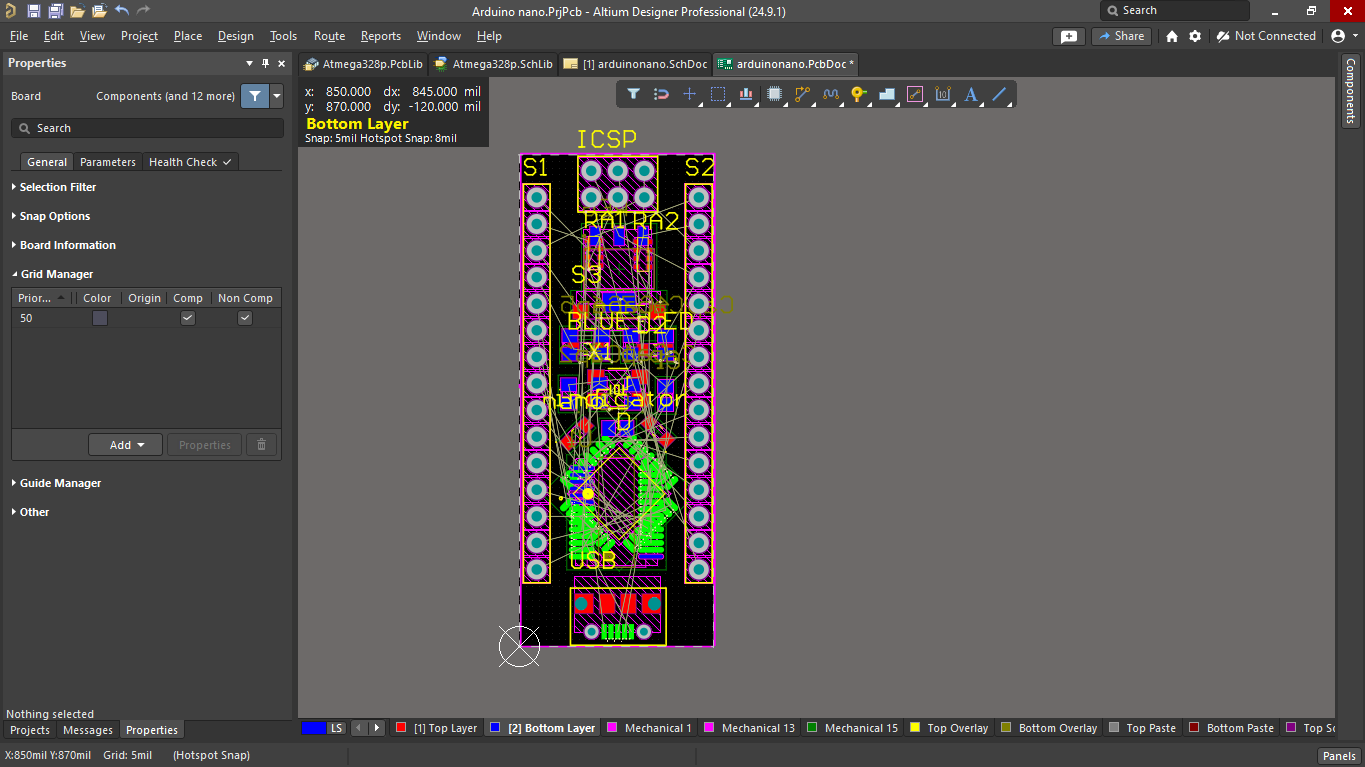 Arduino nano.PrjPcb - Altium Designer Professional (24.9.1)
Search
File Edit View Project Place Design Tools Route Reports Window Help
Share
Not Connected
Properties
Atmega328p.PcbLib
Atmega328p.SchLib
[1] arduinonano.SchDoc
arduinonano.PcbDoc *
Components
Board
Components (and 12 more)
Search
General Parameters Health Check
Selection Filter
Snap Options
Board Information
Grid Manager
Prior... Color Origin Comp Non Comp
50
Add Properties
Guide Manager
Other
Nothing selected
Projects Messages Properties
x: 850.000 dx: 845.000 mil
y: 870.000 dy: -120.000 mil
Bottom Layer
Snap: 5mil Hotspot Snap: 8mil
ICSP
S1
S2
RA1
RA2
S3
X1
USB
LS
[1] Top Layer
[2] Bottom Layer
Mechanical 1
Mechanical 13
Mechanical 15
Top Overlay
Bottom Overlay
Top Paste
Bottom Paste
Top So
X:850mil Y:870mil Grid: 5mil (Hotspot Snap)
Panels